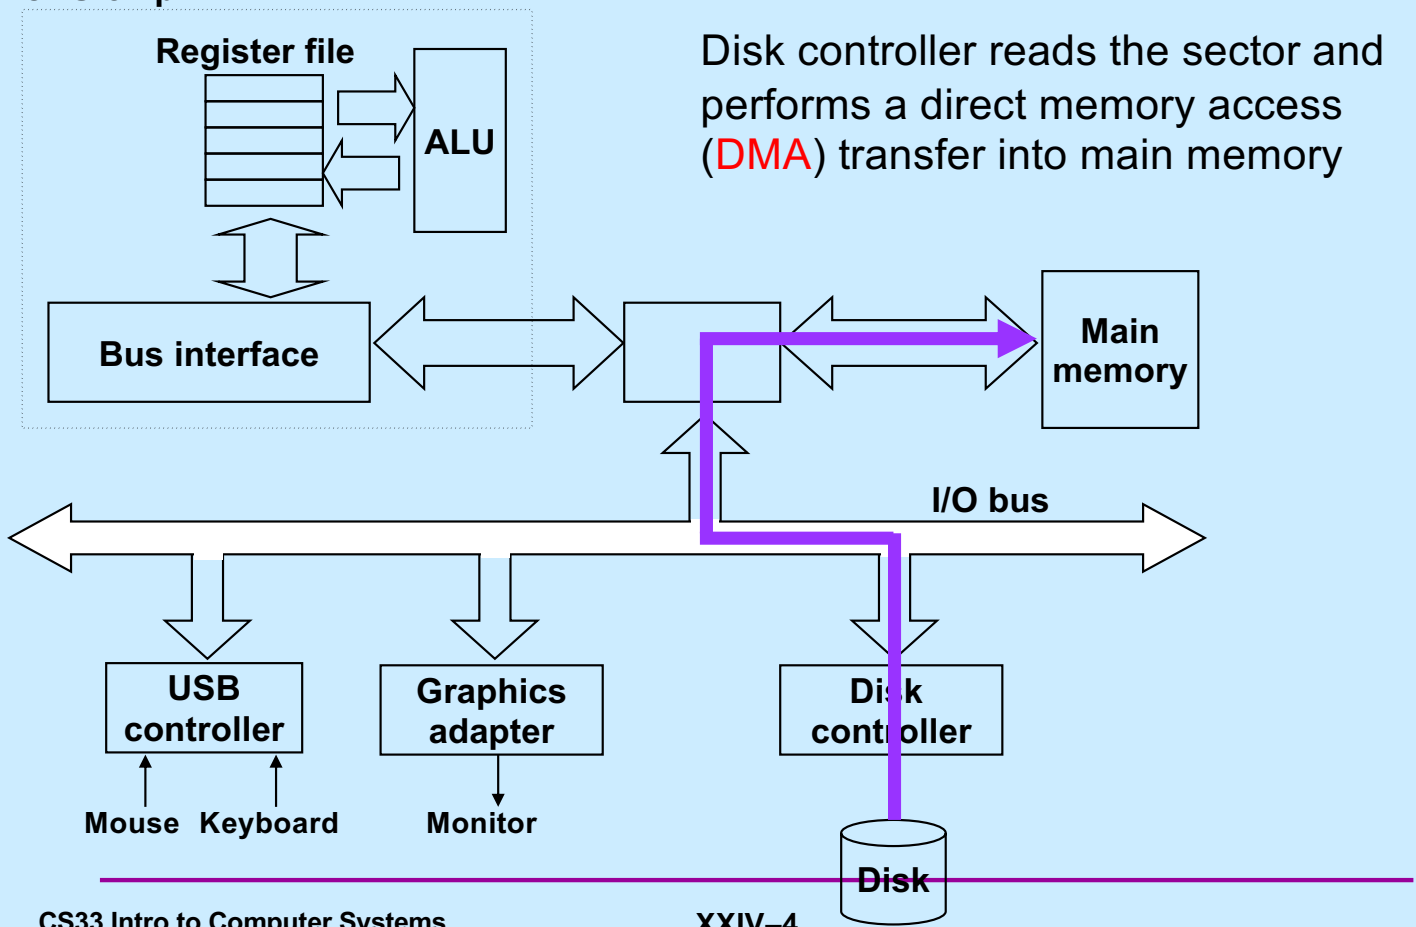 Register file
Disk controller reads the sector and
performs a direct memory access
(DMA) transfer into main memory
ALU
Bus interface
Main
memory
I/O bus
USB
controller
Graphics
adapter
Disk
controller
Mouse Keyboard
Monitor
Disk
CS33 Intro to Computer Systems
XXIV–4